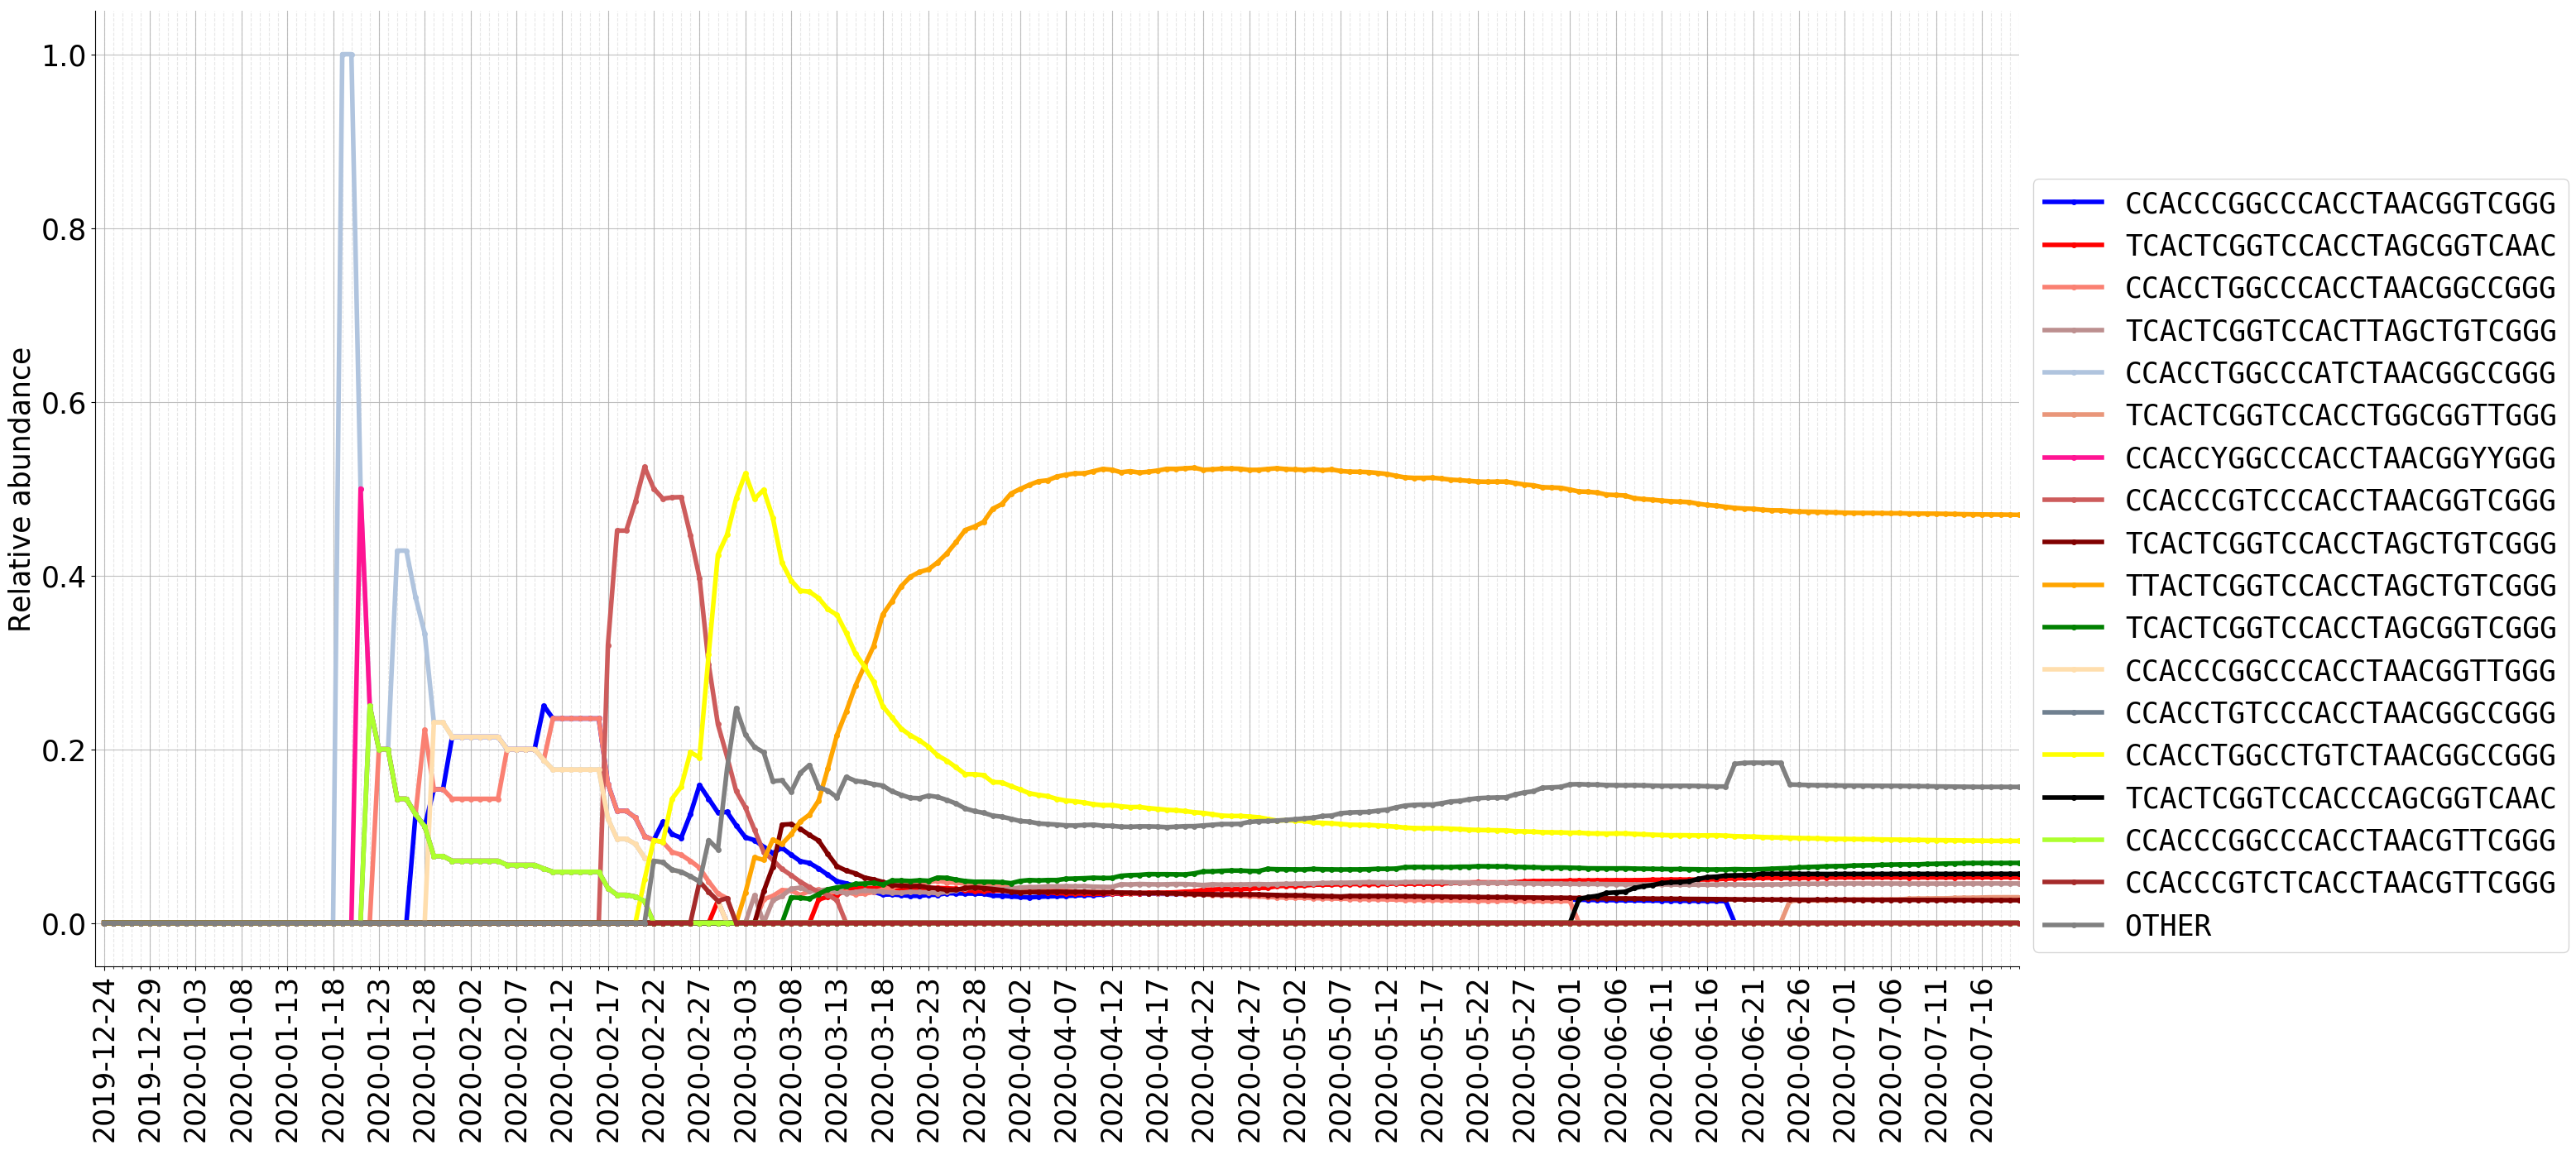 Relative abundance
1.0
0.8
0.6
0.4
0.2
0.0
2019-12-24
2019-12-29
2020-01-03
2020-01-08
2020-01-13
2020-01-18
2020-01-23
2020-01-28
2020-02-02
2020-02-07
2020-02-12
2020-02-17
2020-02-22
2020-02-27
2020-03-03
2020-03-08
2020-03-13
2020-03-18
2020-03-23
2020-03-28
2020-04-02
2020-04-07
2020-04-12
2020-04-17
2020-04-22
2020-04-27
2020-05-02
2020-05-07
2020-05-12
2020-05-17
2020-05-22
2020-05-27
2020-06-01
2020-06-06
2020-06-11
2020-06-16
2020-06-21
2020-06-26
2020-07-01
2020-07-06
2020-07-11
2020-07-16
CCACCCGGCCCACCTAACGGTCGGG
TCACTCGGTCCACCTAGCGGTCAAC
CCACCTGGCCCACCTAACGGCCGGG
TCACTCGGTCCACTTAGCTGTCGGG
CCACCTGGCCCATCTAACGGCCGGG
TCACTCGGTCCACCTGGCGGTTGGG
CCACCYGGCCCACCTAACGGYYGGG
CCACCCGTCCCACCTAACGGTCGGG
TCACTCGGTCCACCTAGCTGTCGGG
TTACTCGGTCCACCTAGCTGTCGGG
TCACTCGGTCCACCTAGCGGTCGGG
CCACCCGGCCCACCTAACGGTTGGG
CCACCTGTCCCACCTAACGGCCGGG
CCACCTGGCCTGTCTAACGGCCGGG
TCACTCGGTCCACCCAGCGGTCAAC
CCACCCGGCCCACCTAACGTTCGGG
CCACCCGTCTCACCTAACGTTCGGG
OTHER